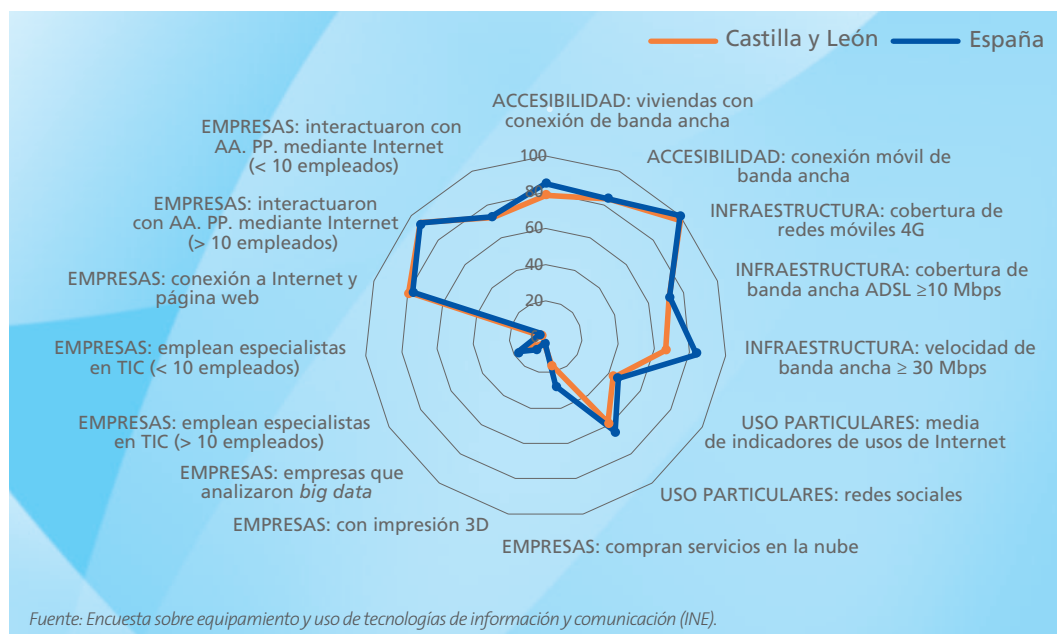 Castilla y León
España
ACCESIBILIDAD: viviendas con
conexión de banda ancha
ACCESIBILIDAD: conexión móvil de
banda ancha
INFRAESTRUCTURA: cobertura de
redes móviles 4G
INFRAESTRUCTURA: cobertura de
banda ancha ADSL ≥10 Mbps
INFRAESTRUCTURA: velocidad de
banda ancha ≥ 30 Mbps
USO PARTICULARES: media
de indicadores de usos de Internet
USO PARTICULARES: redes sociales
EMPRESAS: compran servicios en la nube
EMPRESAS: con impresión 3D
EMPRESAS: empresas que
analizaron big data
EMPRESAS: emplean especialistas
en TIC (> 10 empleados)
EMPRESAS: emplean especialistas
en TIC (< 10 empleados)
EMPRESAS: conexión a Internet y
página web
EMPRESAS: interactuaron
con AA. PP. mediante Internet
(> 10 empleados)
EMPRESAS: interactuaron con
AA. PP. mediante Internet
(< 10 empleados)
100
80
60
40
20
Fuente: Encuesta sobre equipamiento y uso de tecnologías de información y comunicación (INE).